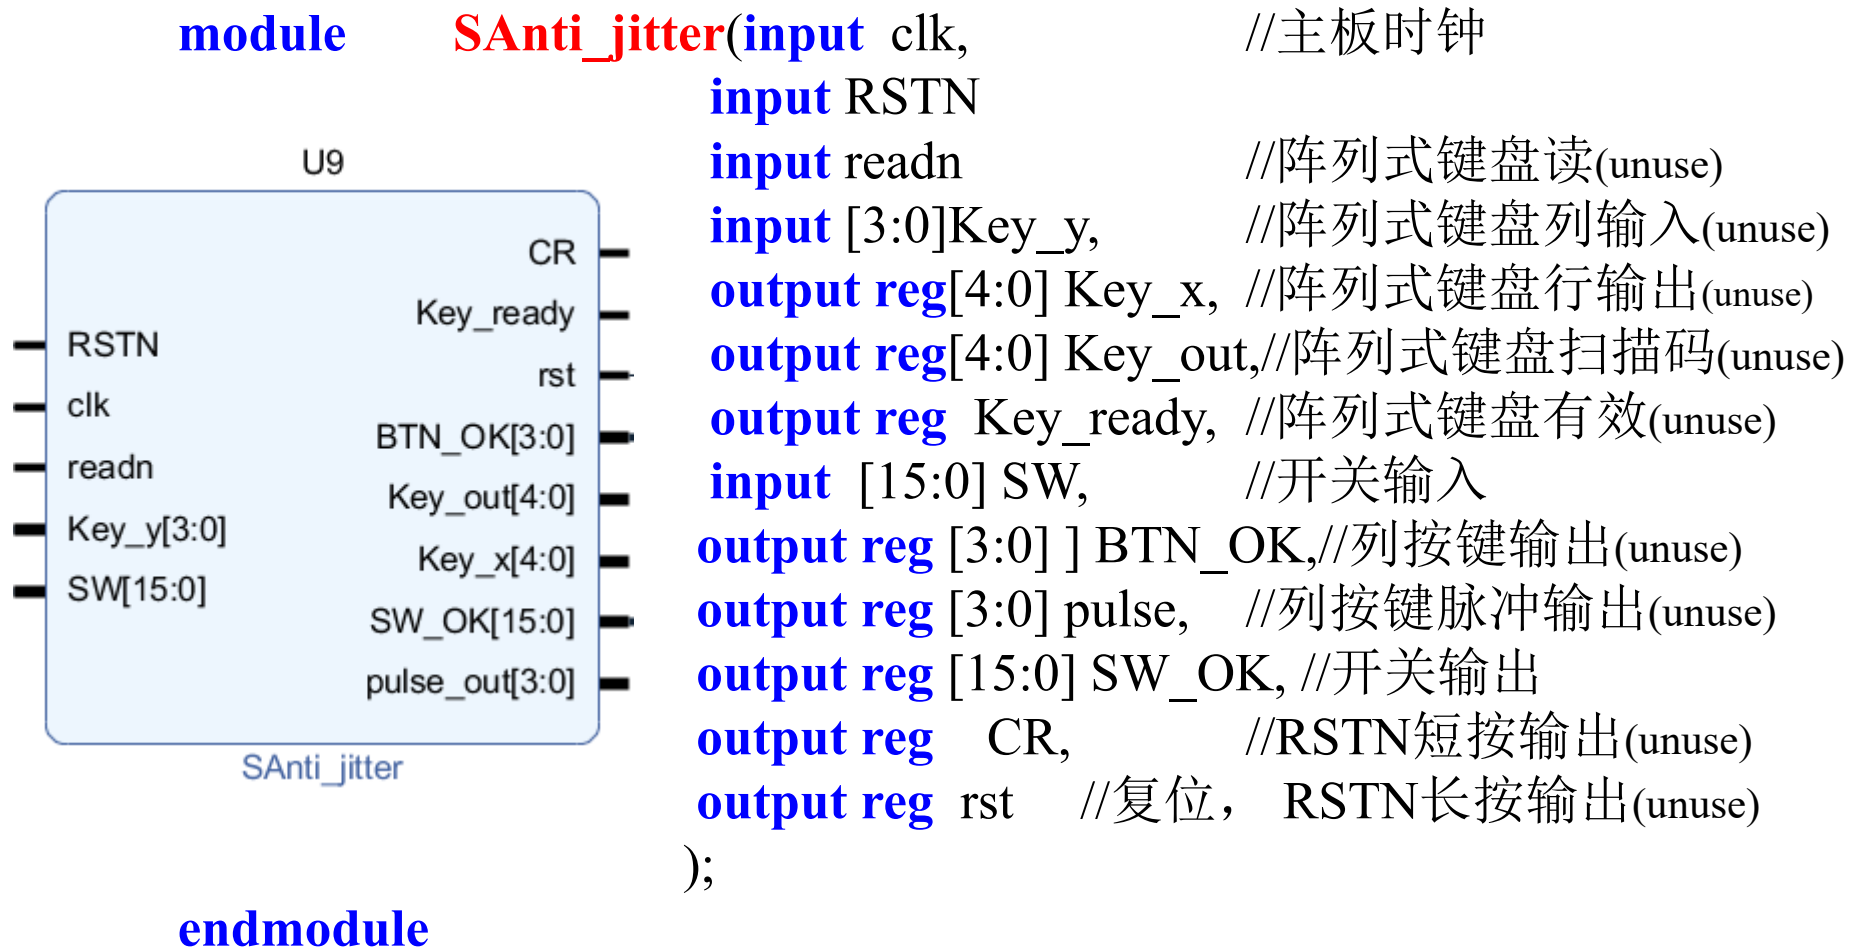 module SAnti_jitter(input clk, //主板时钟
input RSTN
input readn //阵列式键盘读(unuse)
input [3:0]Key_y, //阵列式键盘列输入(unuse)
output reg[4:0] Key_x, //阵列式键盘行输出(unuse)
output reg[4:0] Key_out,//阵列式键盘扫描码(unuse)
output reg Key_ready, //阵列式键盘有效(unuse)
input [15:0] SW, //开关输入
output reg [3:0] ] BTN_OK,//列按键输出(unuse)
output reg [3:0] pulse, //列按键脉冲输出(unuse)
output reg [15:0] SW_OK, //开关输出
output reg CR, //RSTN短按输出(unuse)
output reg rst //复位， RSTN长按输出(unuse)
);
endmodule
U9
RSTN
clk
readn
Key_y[3:0]
SW[15:0]
CR
Key_ready
rst
BTN_OK[3:0]
Key_out[4:0]
Key_x[4:0]
SW_OK[15:0]
pulse_out[3:0]
SAnti_jitter